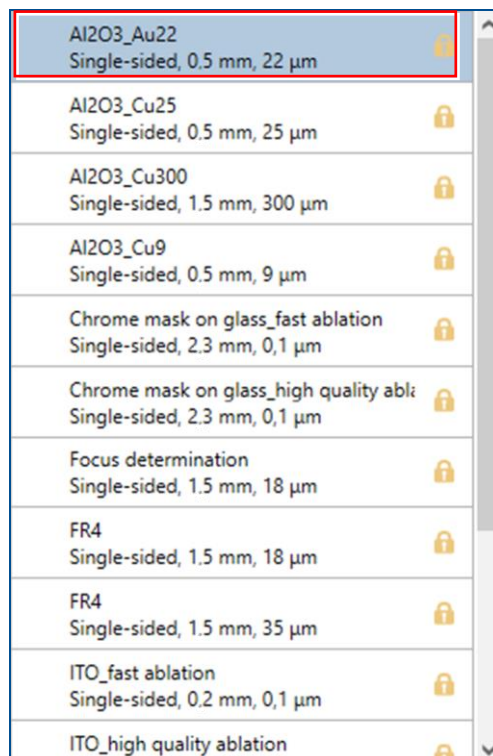 Al2O3_Au22
Single-sided, 0.5 mm, 22 µm
Al2O3_Cu25
Single-sided, 0.5 mm, 25 µm
Al2O3_Cu300
Single-sided, 1.5 mm, 300 µm
Al2O3_Cu9
Single-sided, 0.5 mm, 9 µm
Chrome mask on glass_fast ablation
Single-sided, 2.3 mm, 0,1 µm
Chrome mask on glass_high quality abla
Single-sided, 2.3 mm, 0,1 µm
Focus determination
Single-sided, 1.5 mm, 18 µm
FR4
Single-sided, 1.5 mm, 18 µm
FR4
Single-sided, 1.5 mm, 35 µm
ITO_fast ablation
Single-sided, 0.2 mm, 0,1 µm
ITO_high quality ablation